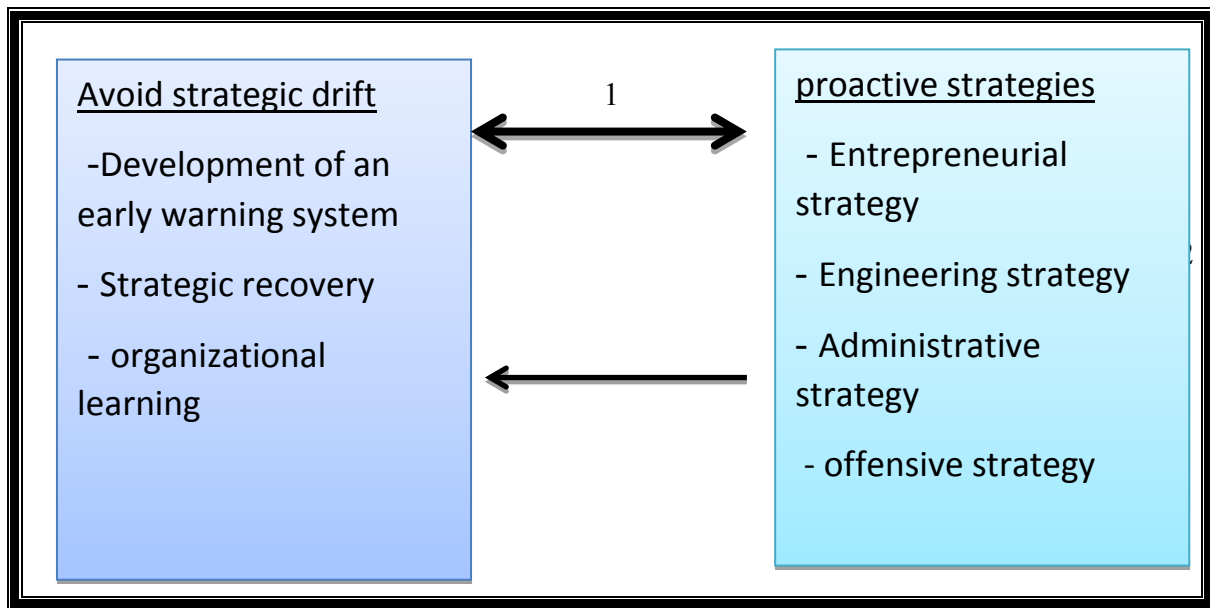 Avoid strategic drift
-Development of an
early warning system
- Strategic recovery
- organizational
learning
1
proactive strategies
- Entrepreneurial
strategy
- Engineering strategy
- Administrative
strategy
- offensive strategy